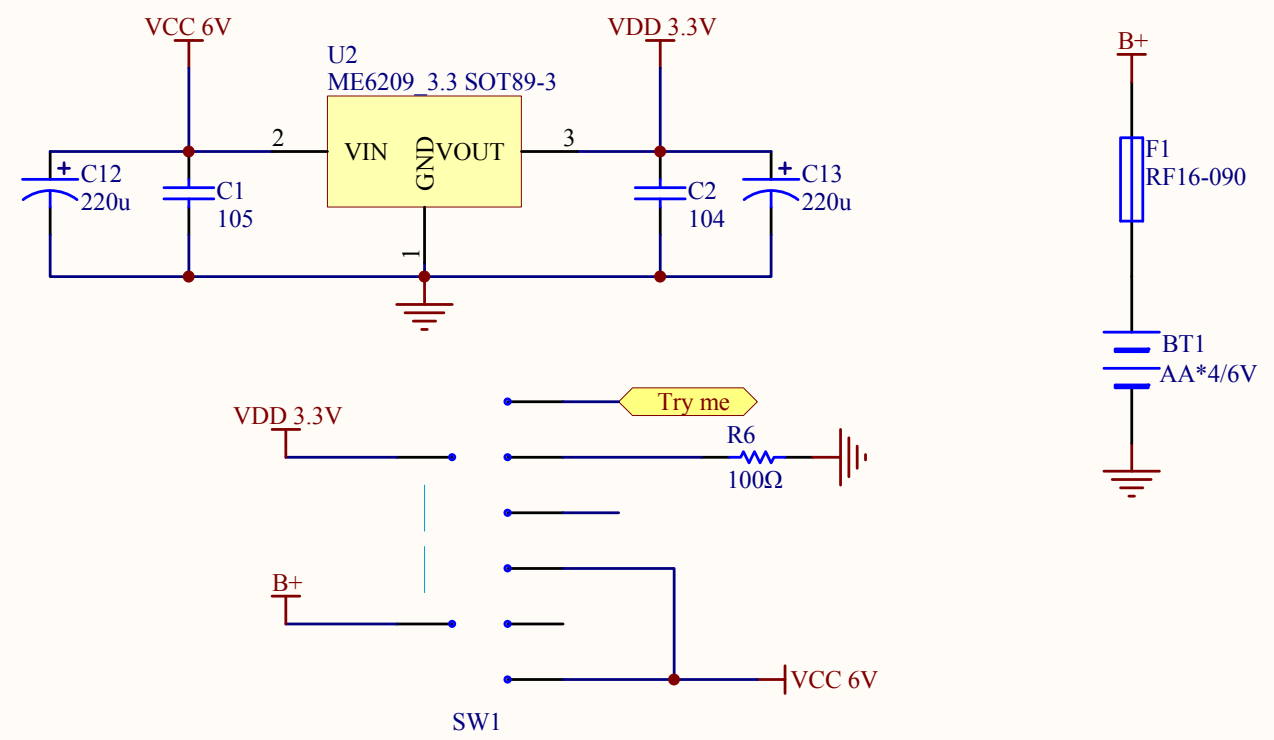 VCC 6V
VDD 3.3V
B+
U2
ME6209_3.3 SOT89-3
2
VIN
GND
VOUT
3
1
+
C12
220u
C1
105
C2
104
+
C13
220u
F1
RF16-090
BT1
AA*4/6V
Try me
VDD 3.3V
R6
100Ω
B+
VCC 6V
SW1